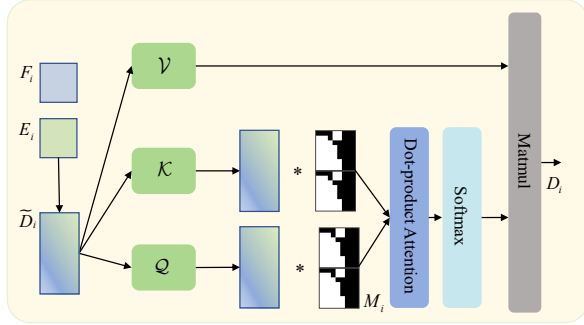 F_i
E_i
D̃_i
𝒱
𝒦
𝒬
*
*
M_i
Dot-product Attention
Softmax
Matmul
D_i